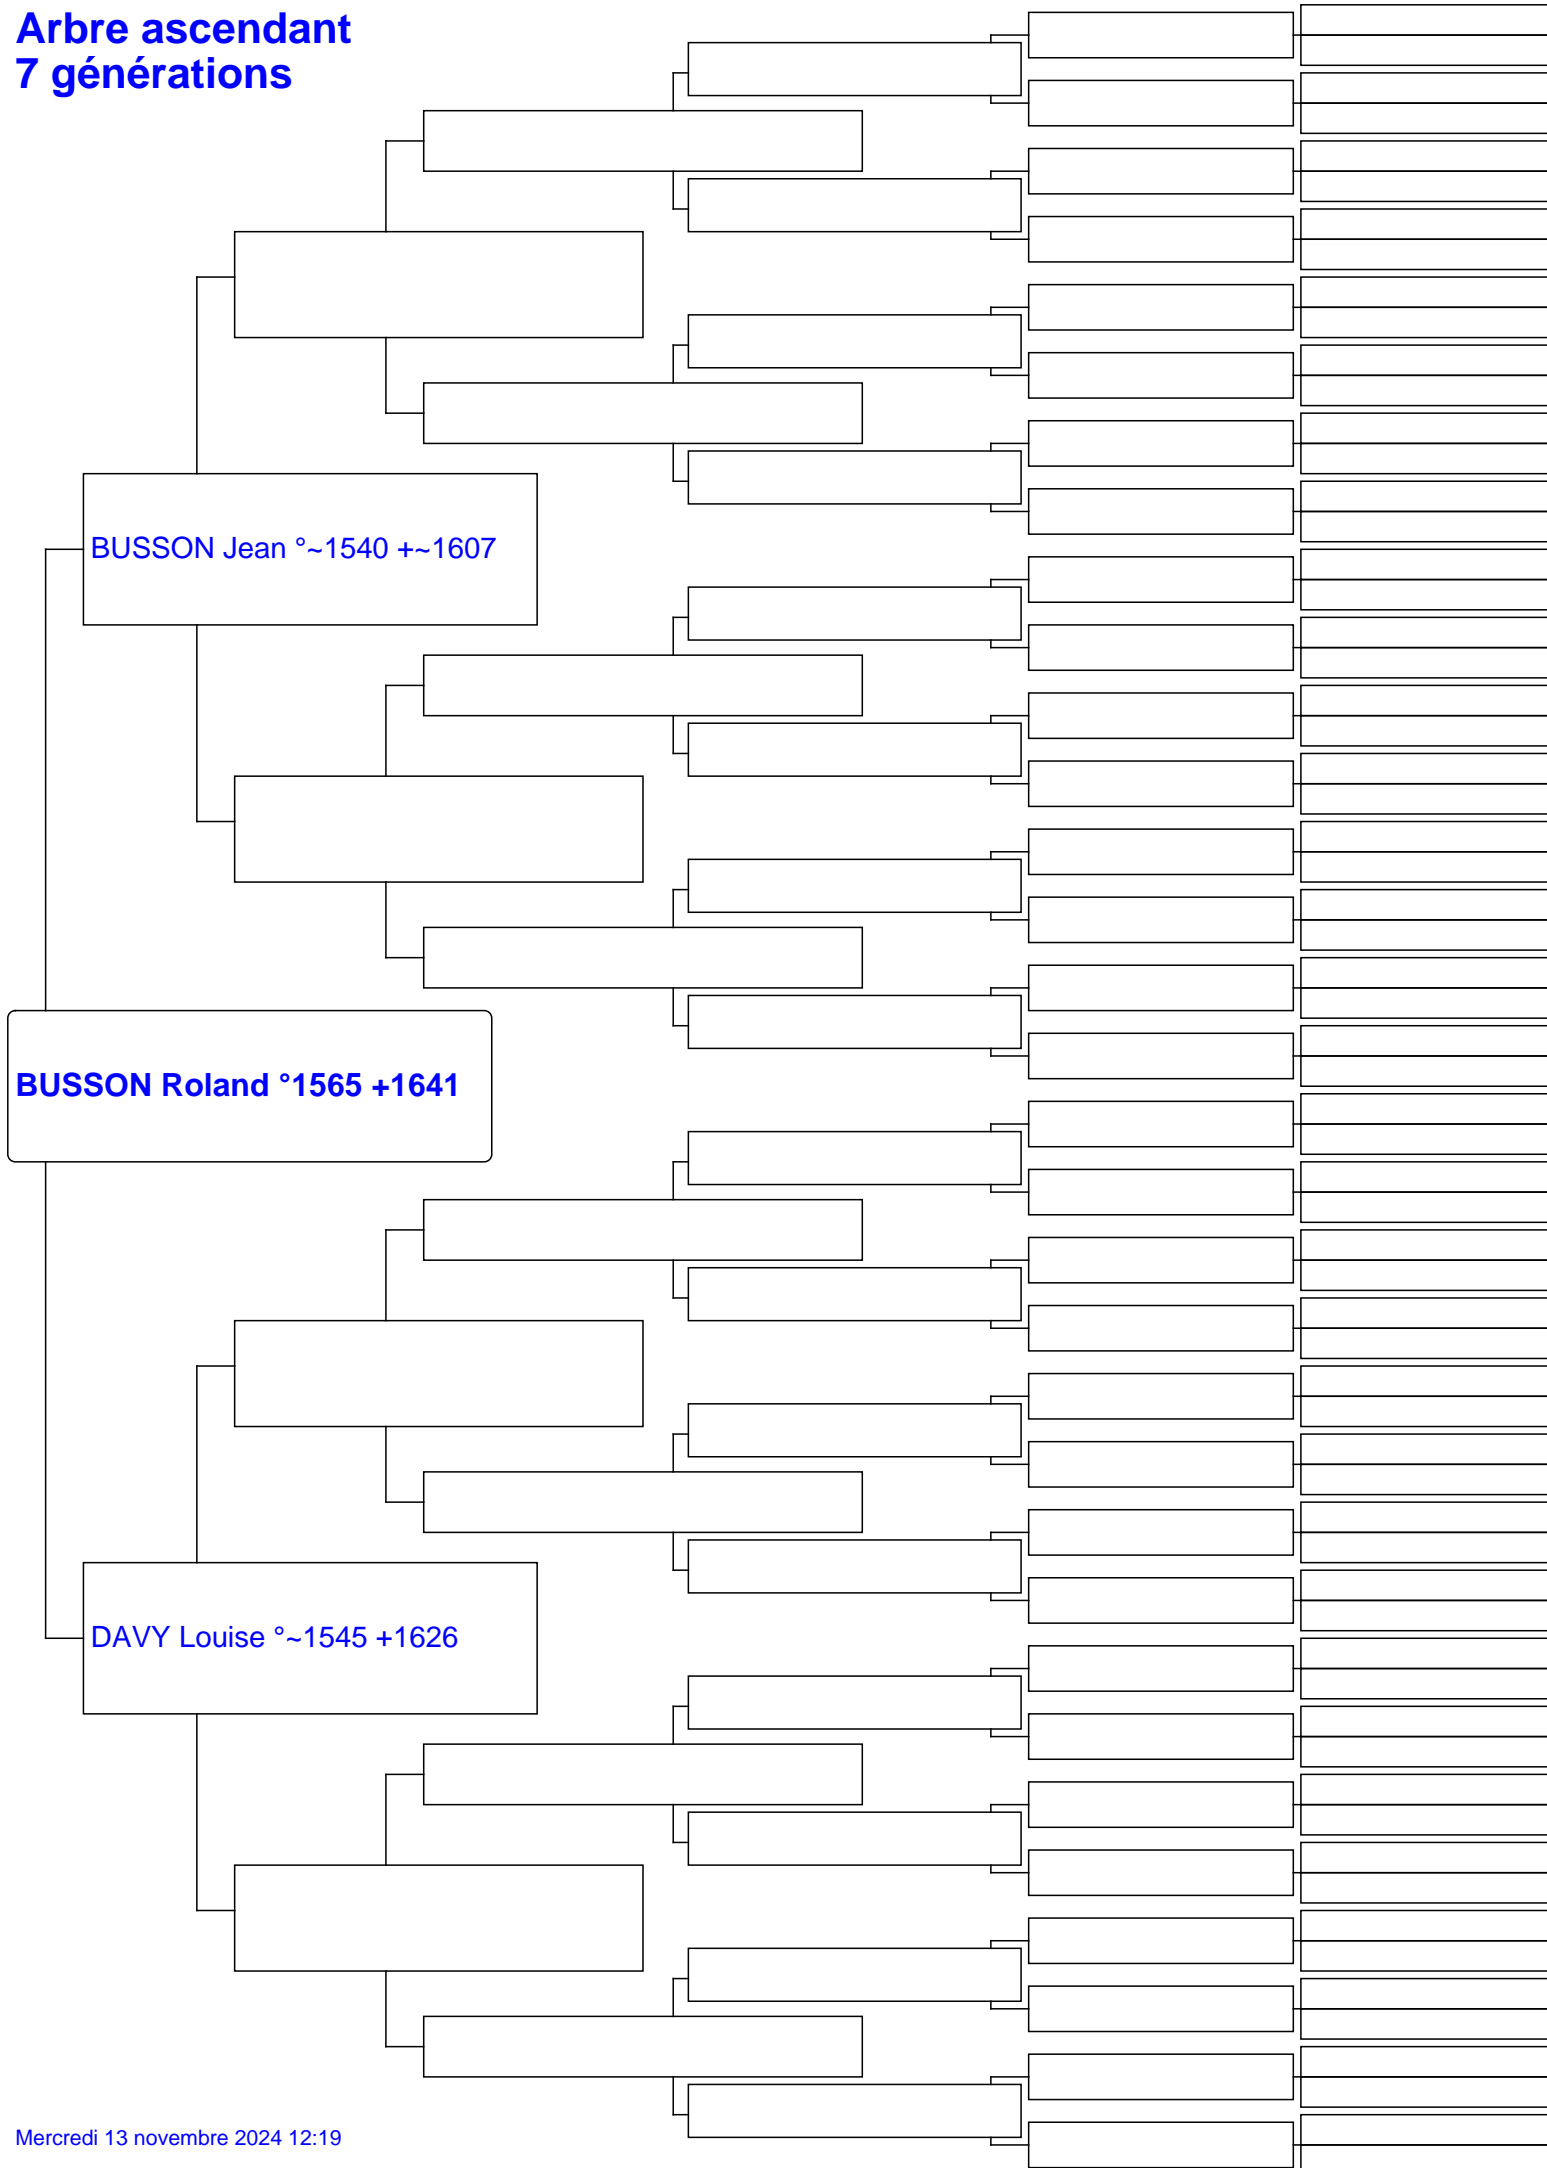 Arbre ascendant
7 générations
BUSSON Jean °~1540 +~1607
BUSSON Roland °1565 +1641
DAVY Louise °~1545 +1626
Mercredi 13 novembre 2024 12:19